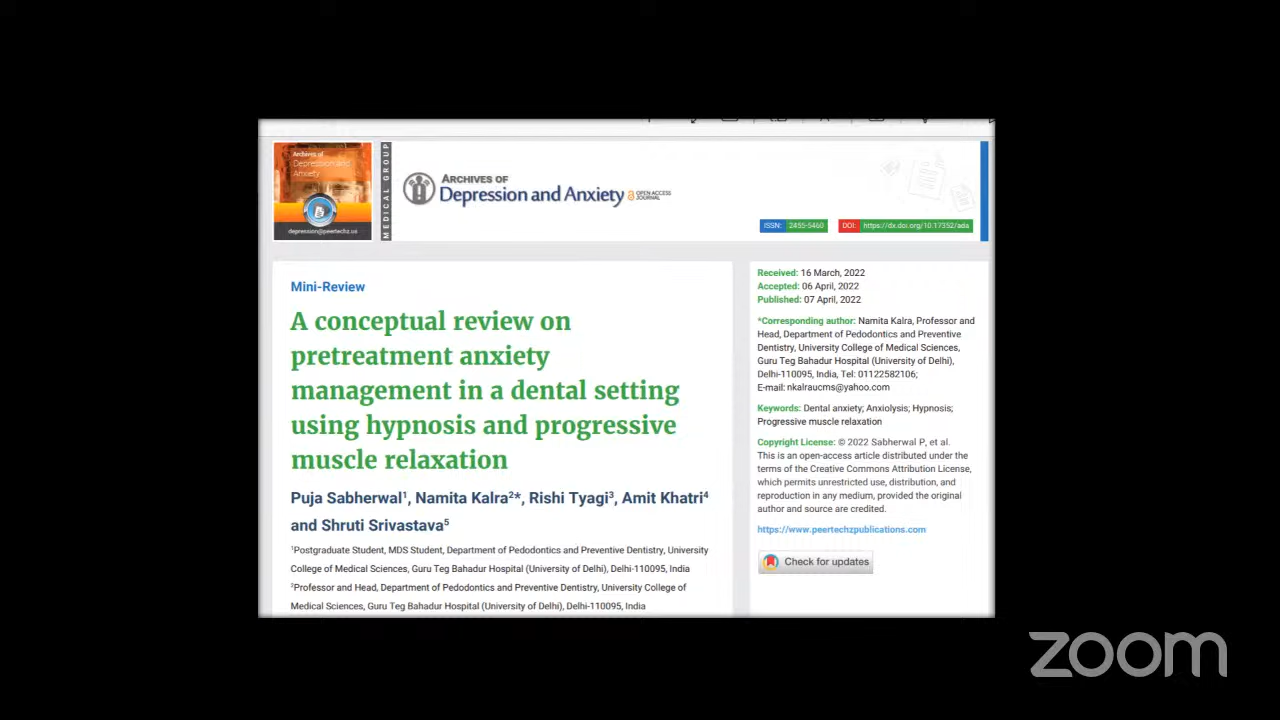 Archives of
Depression and
Anxiety
depression@peertechz.us
MEDICAL GROUP
ARCHIVES OF
Depression and Anxiety
OPEN ACCESS
JOURNAL
ISSN: 2455-5460
DOI: https://dx.doi.org/10.17352/ada
Mini-Review
A conceptual review on
pretreatment anxiety
management in a dental setting
using hypnosis and progressive
muscle relaxation
Puja Sabherwal¹, Namita Kalra²*, Rishi Tyagi³, Amit Khatri⁴
and Shruti Srivastava⁵
¹Postgraduate Student, MDS Student, Department of Pedodontics and Preventive Dentistry, University
College of Medical Sciences, Guru Teg Bahadur Hospital (University of Delhi), Delhi-110095, India
²Professor and Head, Department of Pedodontics and Preventive Dentistry, University College of
Medical Sciences, Guru Teg Bahadur Hospital (University of Delhi), Delhi-110095, India
Received: 16 March, 2022
Accepted: 06 April, 2022
Published: 07 April, 2022
*Corresponding author: Namita Kalra, Professor and
Head, Department of Pedodontics and Preventive
Dentistry, University College of Medical Sciences,
Guru Teg Bahadur Hospital (University of Delhi),
Delhi-110095, India, Tel: 01122582106;
E-mail: nkalraucms@yahoo.com
Keywords: Dental anxiety; Anxiolysis; Hypnosis;
Progressive muscle relaxation
Copyright License: © 2022 Sabherwal P, et al.
This is an open-access article distributed under the
terms of the Creative Commons Attribution License,
which permits unrestricted use, distribution, and
reproduction in any medium, provided the original
author and source are credited.
https://www.peertechzpublications.com
Check for updates
zoom